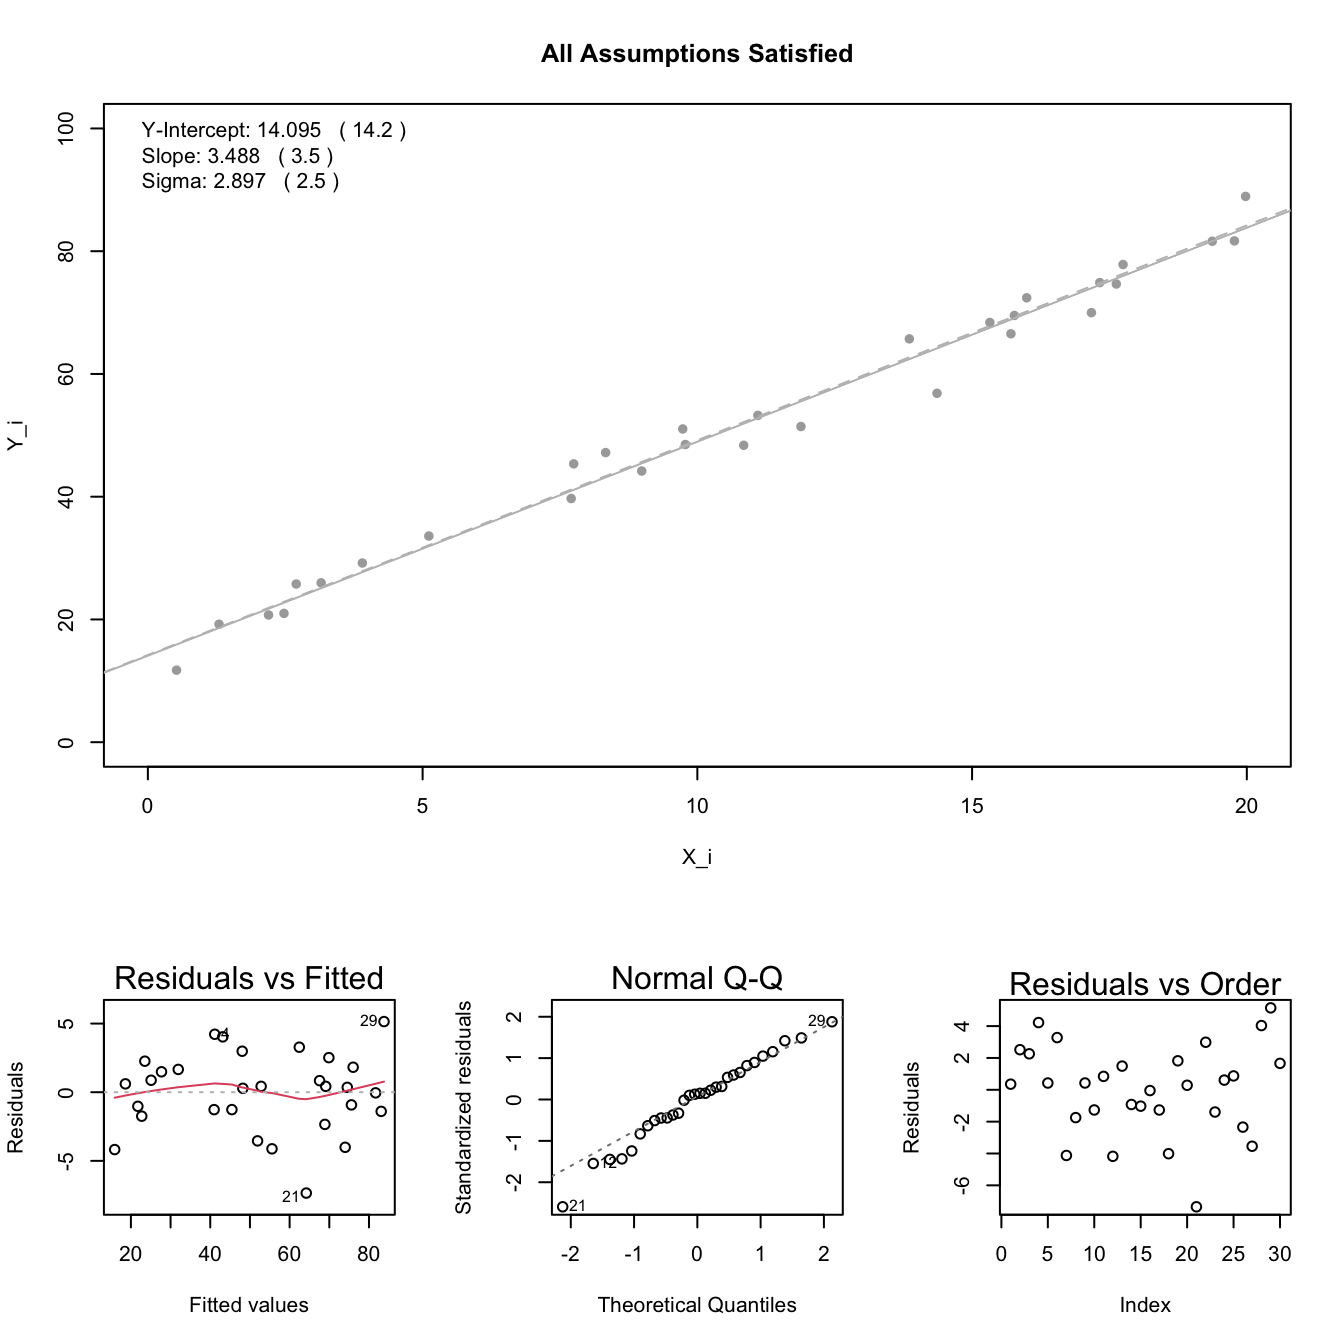 All Assumptions Satisfied
Y-Intercept: 14.095 ( 14.2 )
Slope: 3.488 ( 3.5 )
Sigma: 2.897 ( 2.5 )
100
80
60
40
20
0
Y_i
0 5 10 15 20
X_i
Residuals vs Fitted
Residuals
5
0
-5
29
4
21
20 40 60 80
Fitted values
Normal Q-Q
Standardized residuals
2
1
0
-1
-2
29
12
21
-2 -1 0 1 2
Theoretical Quantiles
Residuals vs Order
Residuals
4
2
-2
-6
0 5 10 15 20 25 30
Index